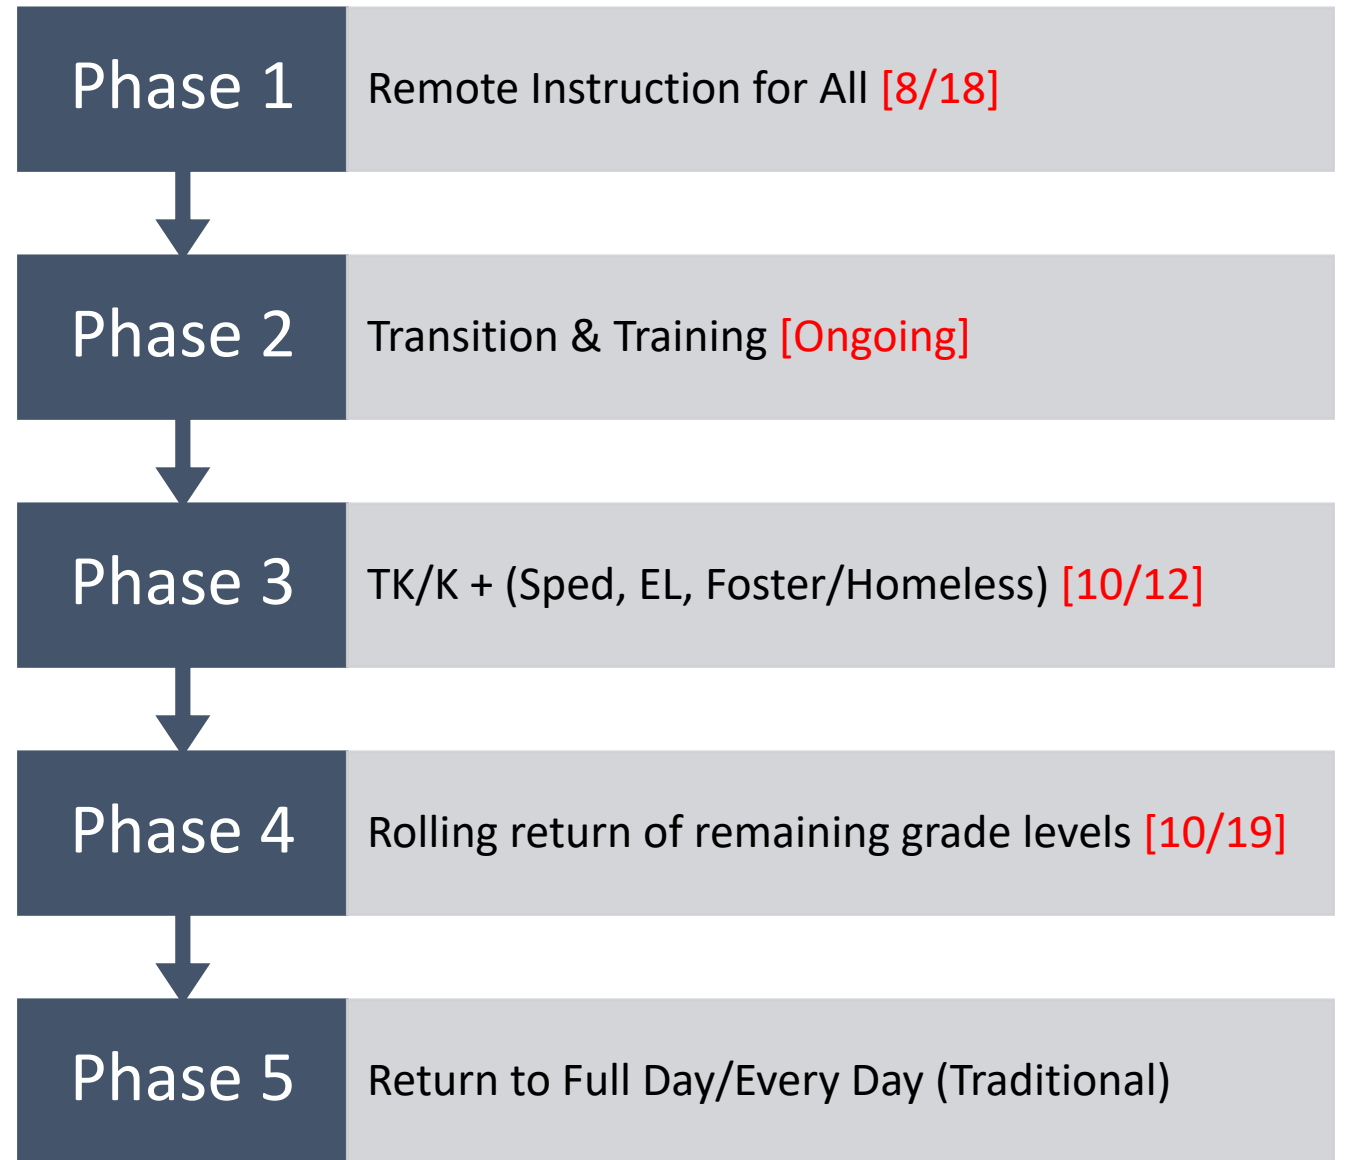 Phase 1
Remote Instruction for All [8/18]
Phase 2
Transition & Training [Ongoing]
Phase 3
TK/K + (Sped, EL, Foster/Homeless) [10/12]
Phase 4
Rolling return of remaining grade levels [10/19]
Phase 5
Return to Full Day/Every Day (Traditional)